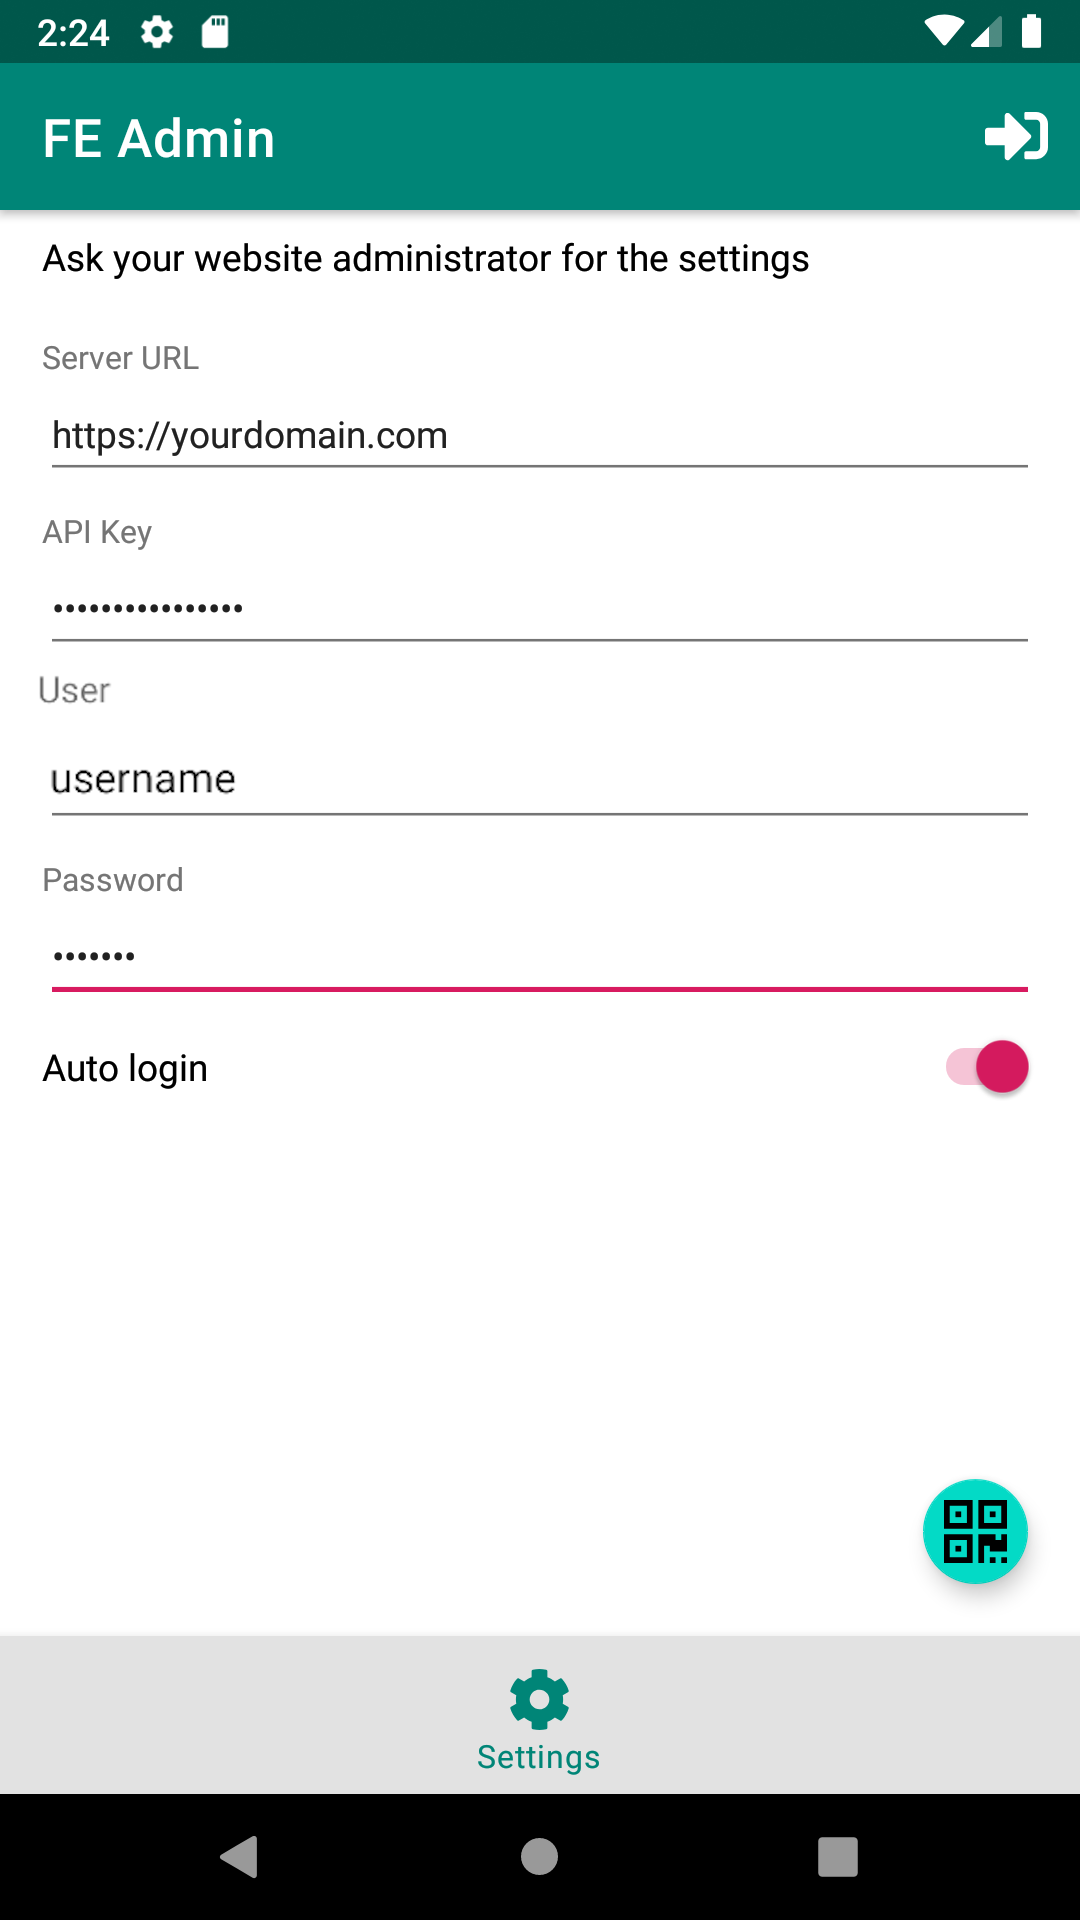 2:24
FE Admin
Ask your website administrator for the settings
Server URL
https://yourdomain.com
API Key
••••••••••••••••
User
username
Password
•••••••
Auto login
Settings